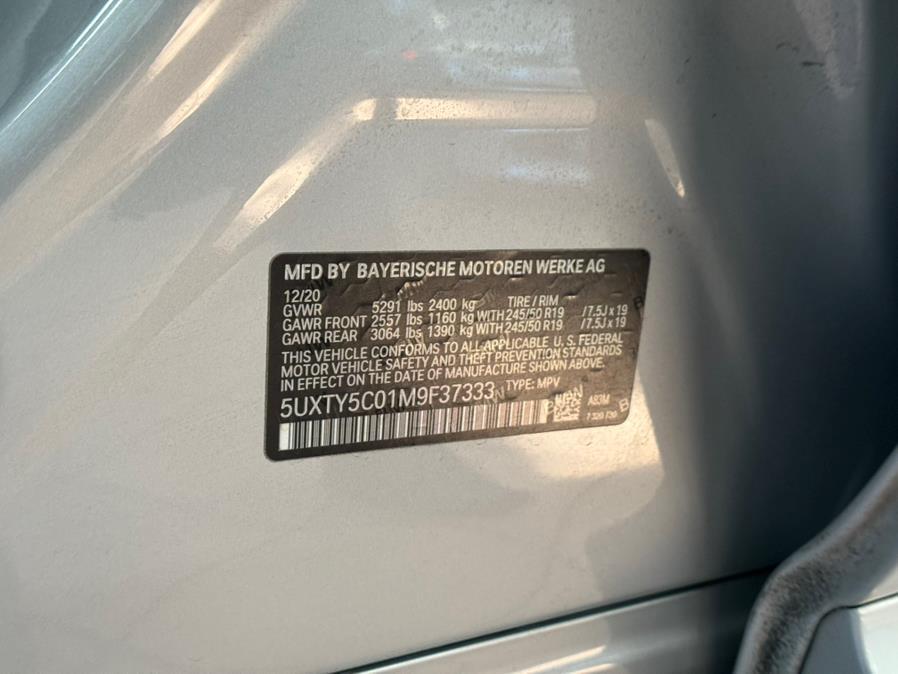 MFD BY BAYERISCHE MOTOREN WERKE AG
12/20 TIRE / RIM
GVWR 5291 lbs 2400 kg
GAWR FRONT 2557 lbs 1160 kg WITH 245/50 R19 / 7.5J x 19
GAWR REAR 3064 lbs 1390 kg WITH 245/50 R19 / 7.5J x 19
THIS VEHICLE CONFORMS TO ALL APPLICABLE U.S. FEDERAL
MOTOR VEHICLE SAFETY AND THEFT PREVENTION STANDARDS
IN EFFECT ON THE DATE OF MANUFACTURE SHOWN ABOVE.
5UXTY5C01M9F37333 TYPE: MPV
A83M